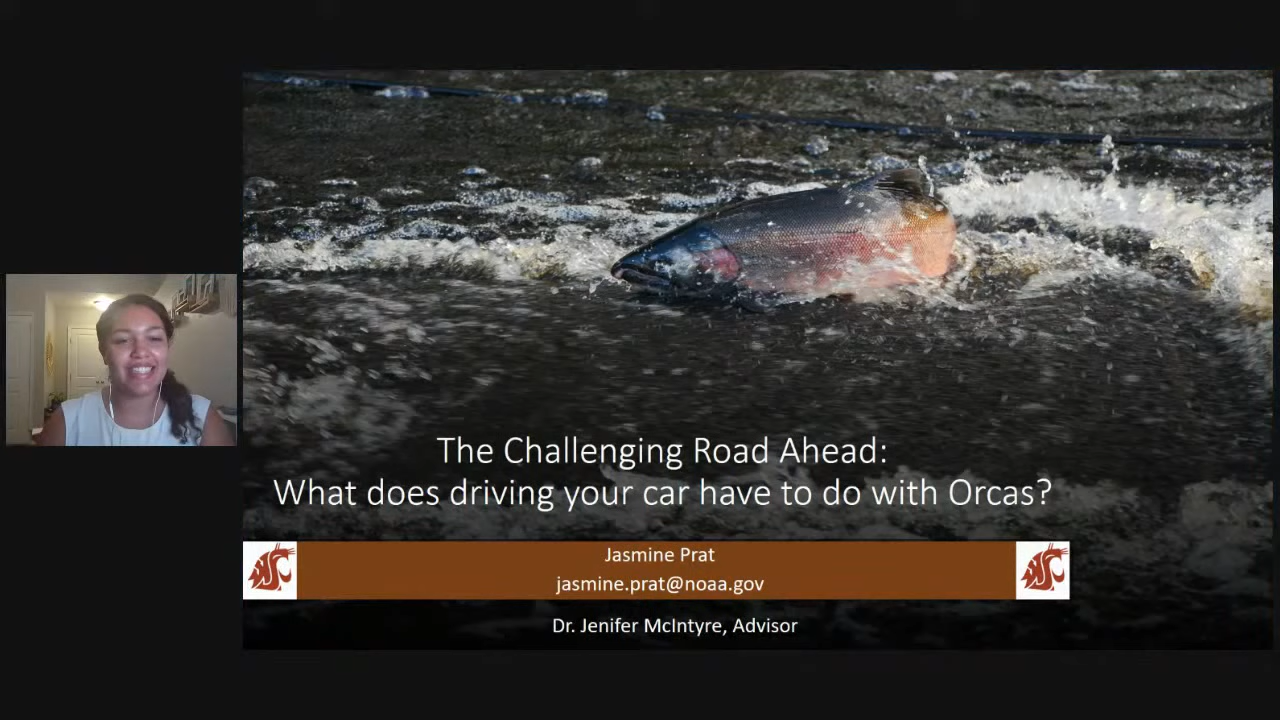 The Challenging Road Ahead:
What does driving your car have to do with Orcas?
Jasmine Prat
jasmine.prat@noaa.gov
Dr. Jenifer McIntyre, Advisor